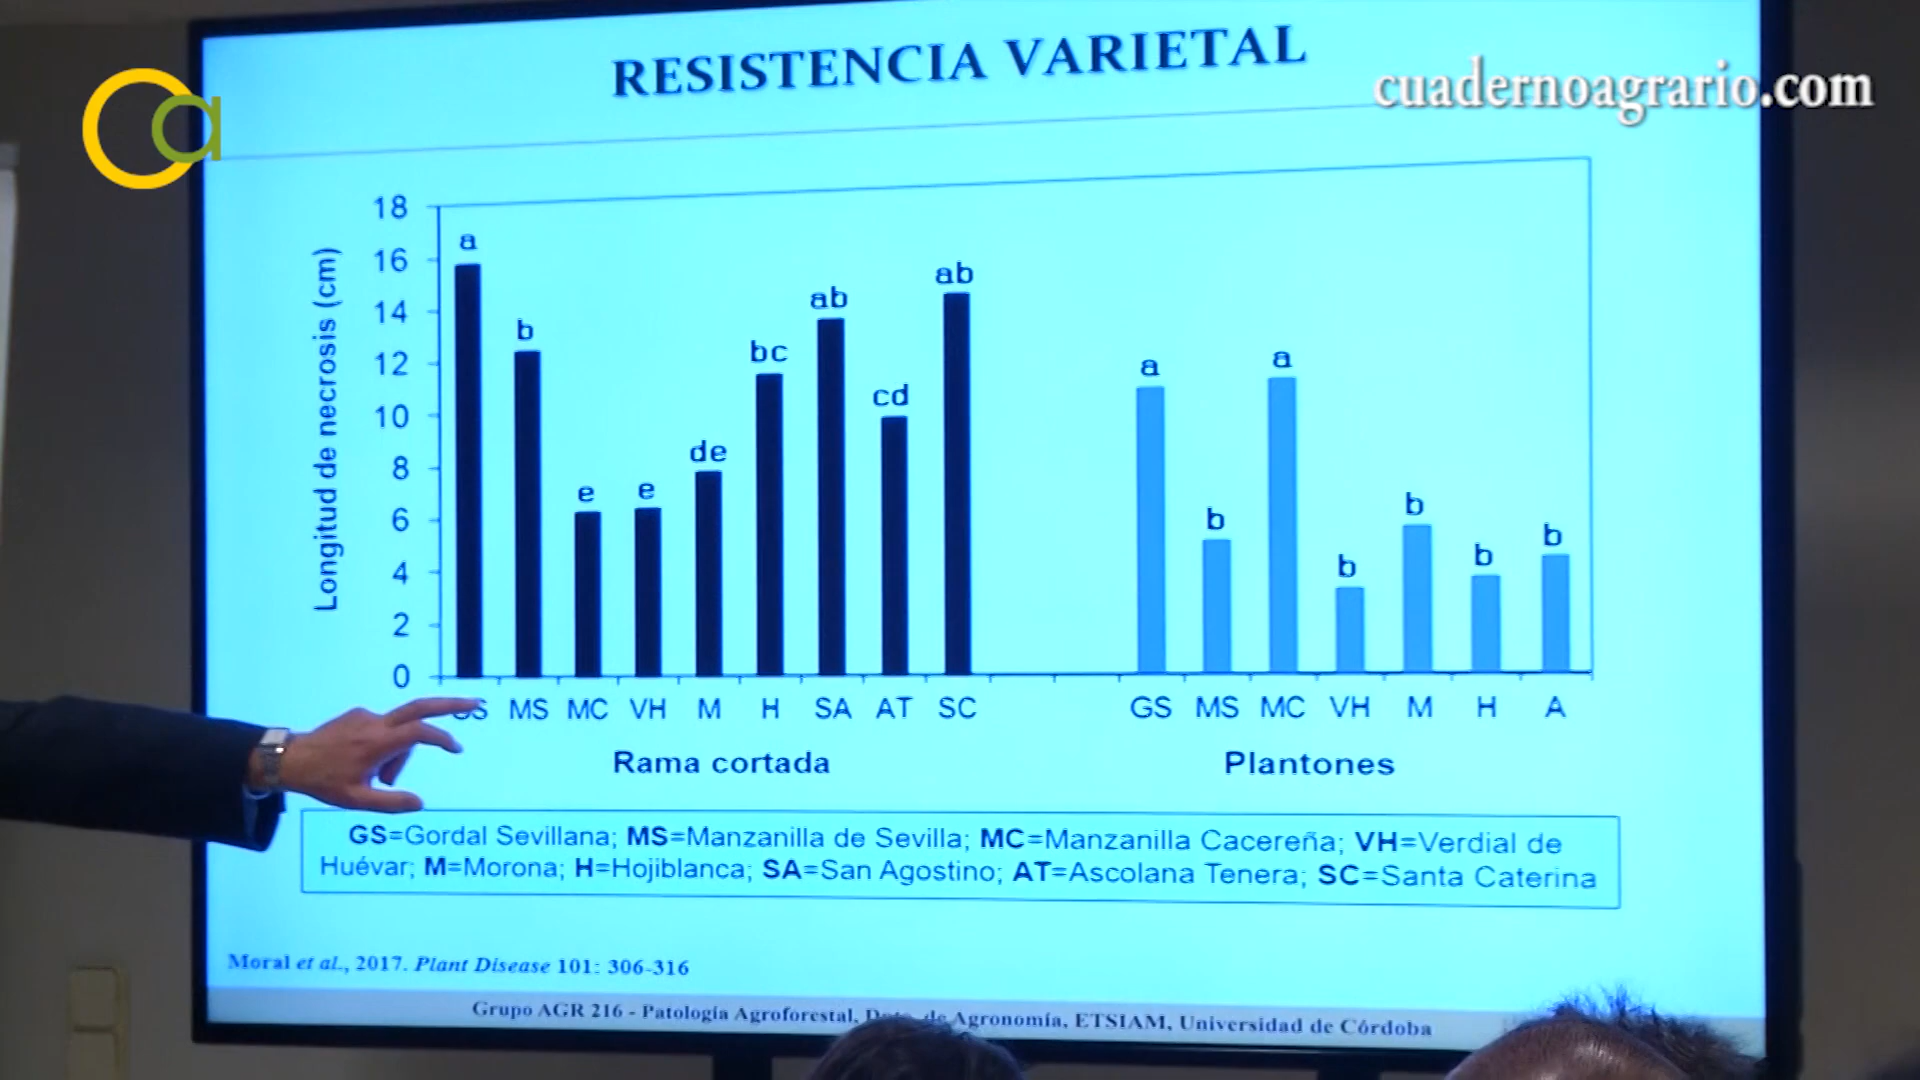 RESISTENCIA VARIETAL
cuadernoagrario.com
Ca
Longitud de necrosis (cm)
18
16
14
12
10
8
6
4
2
0
a b e e de bc ab cd ab
a b a b b b b
MS MC VH M H SA AT SC
GS MS MC VH M H A
Rama cortada
Plantones
GS=Gordal Sevillana; MS=Manzanilla de Sevilla; MC=Manzanilla Cacereña; VH=Verdial de
Huévar; M=Morona; H=Hojiblanca; SA=San Agostino; AT=Ascolana Tenera; SC=Santa Caterina
Moral et al., 2017. Plant Disease 101: 306-316
Grupo AGR 216 - Patología Agroforestal, de Agronomía, ETSIAM, Universidad de Córdoba